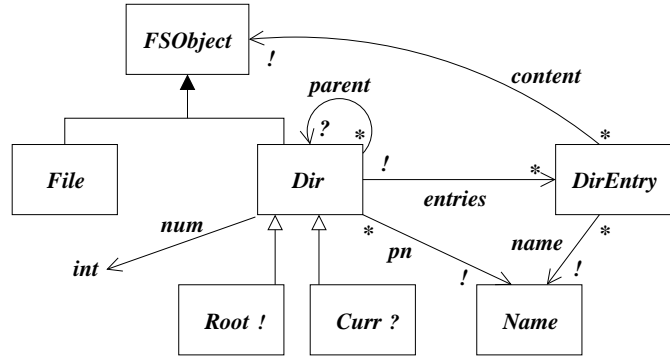 FSObject
!
content
parent
? *
File
Dir
!
*
*
DirEntry
entries
num
*
pn
name
*
int
!
!
Root !
Curr ?
Name